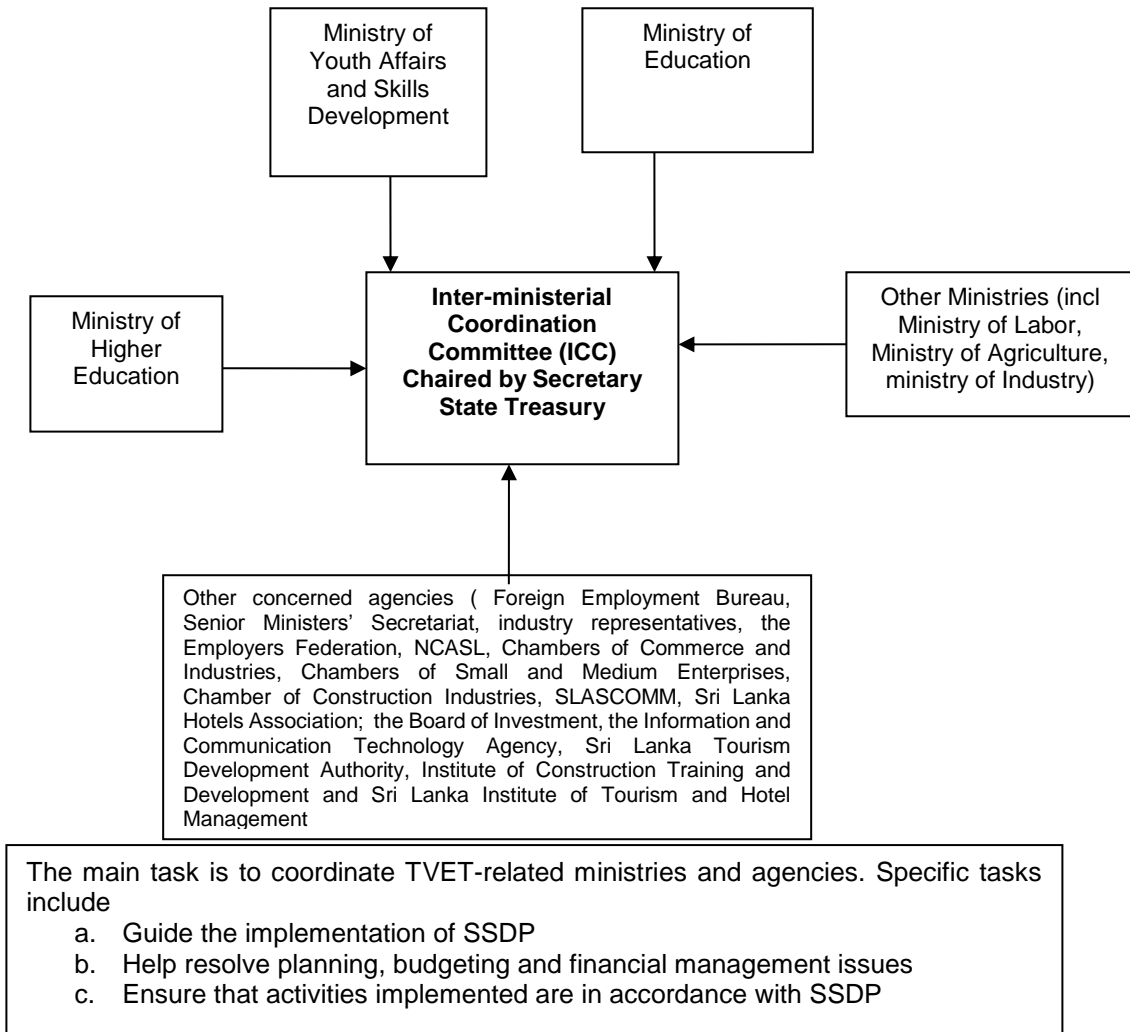 Ministry of
Youth Affairs
and Skills
Development
Ministry of
Education
Ministry of
Higher
Education
Inter-ministerial
Coordination
Committee (ICC)
Chaired by Secretary
State Treasury
Other Ministries (incl
Ministry of Labor,
Ministry of Agriculture,
ministry of Industry)
Other concerned agencies ( Foreign Employment Bureau,
Senior Ministers' Secretariat, industry representatives, the
Employers Federation, NCASL, Chambers of Commerce and
Industries, Chambers of Small and Medium Enterprises,
Chamber of Construction Industries, SLASCOMM, Sri Lanka
Hotels Association; the Board of Investment, the Information and
Communication Technology Agency, Sri Lanka Tourism
Development Authority, Institute of Construction Training and
Development and Sri Lanka Institute of Tourism and Hotel
Management
The main task is to coordinate TVET-related ministries and agencies. Specific tasks
include
a. Guide the implementation of SSDP
b. Help resolve planning, budgeting and financial management issues
c. Ensure that activities implemented are in accordance with SSDP